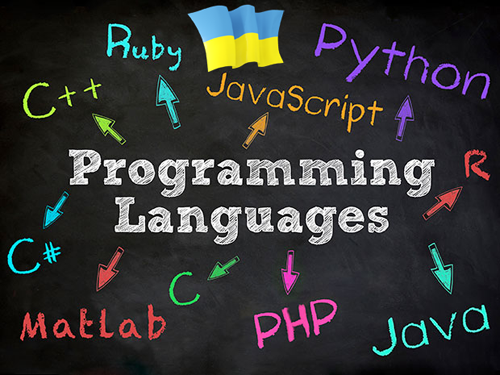 Ruby
Python
C++
JavaScript
Programming
Languages
R
C#
C
Matlab
PHP
Java